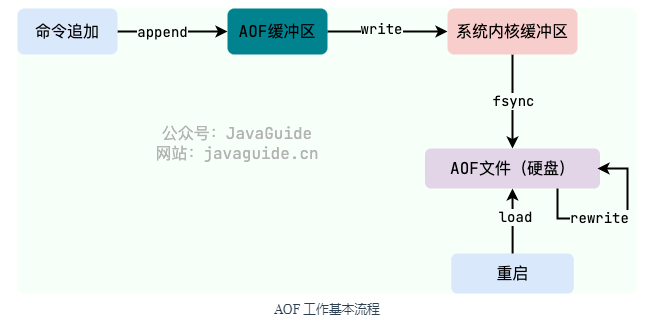 命令追加
append
AOF缓冲区
write
系统内核缓冲区
fsync
公众号：JavaGuide
网站：javaguide.cn
AOF文件（硬盘）
load
rewrite
重启
AOF 工作基本流程